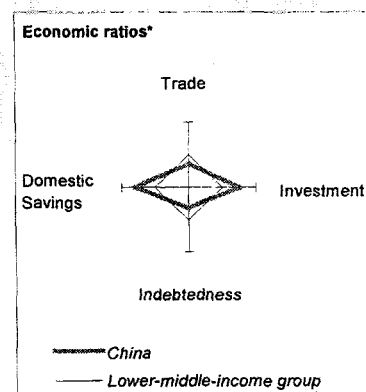 Economic ratios*
Trade
Domestic
Savings
Investment
Indebtedness
China
Lower-middle-income group